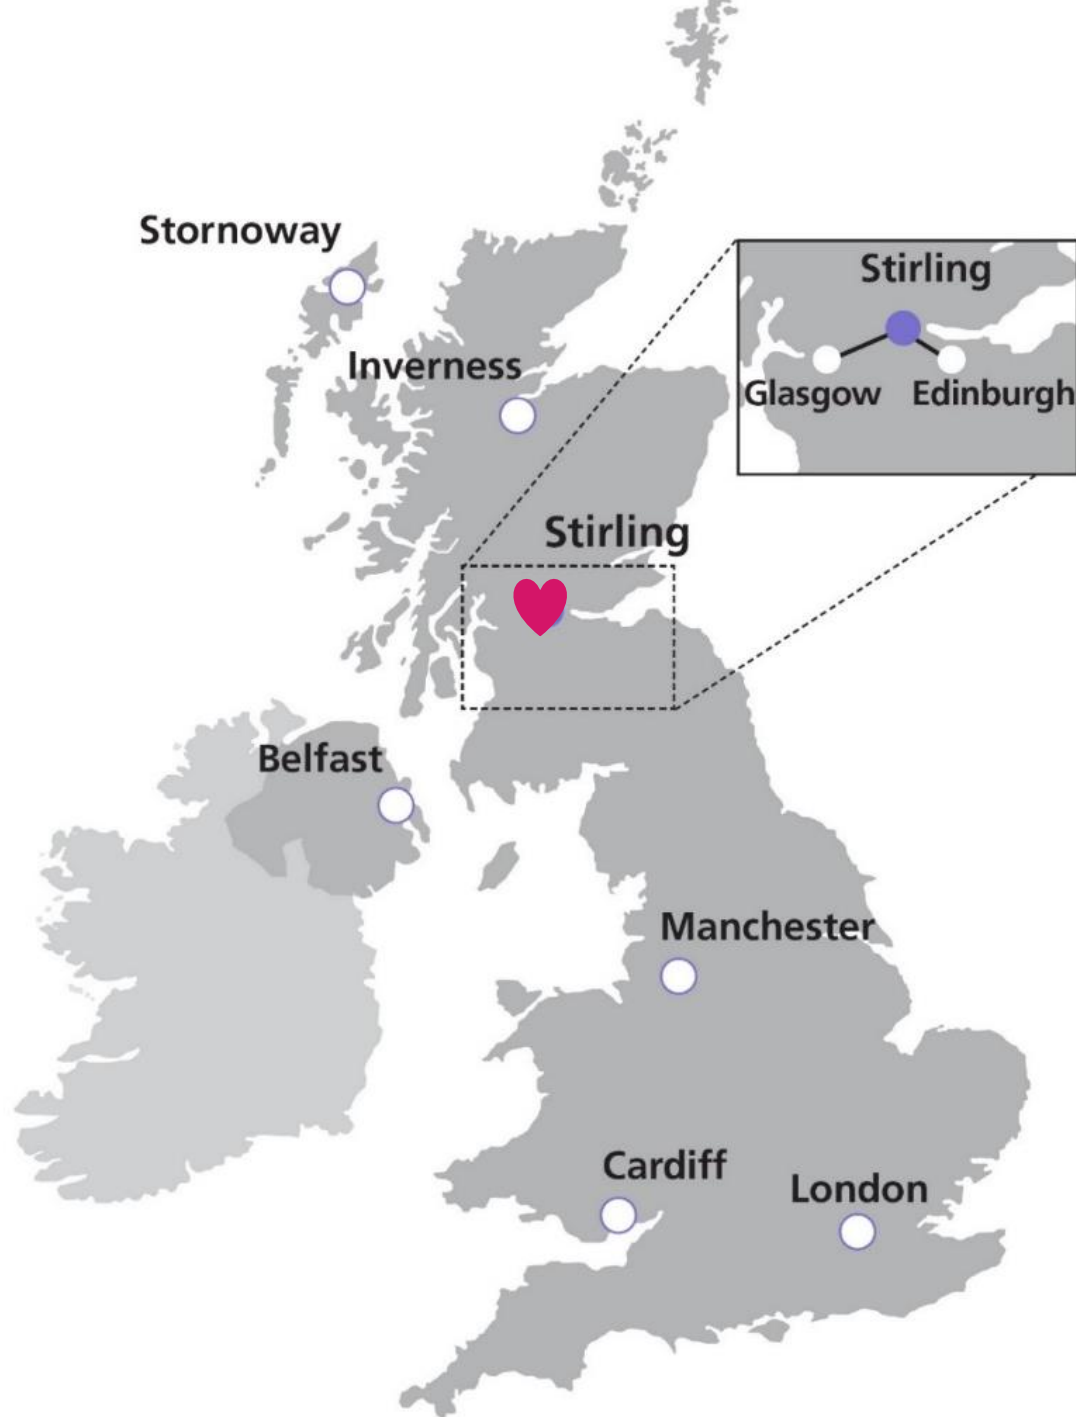 Stornoway
Stirling
Inverness
Glasgow Edinburgh
Stirling
Belfast
Manchester
Cardiff
London